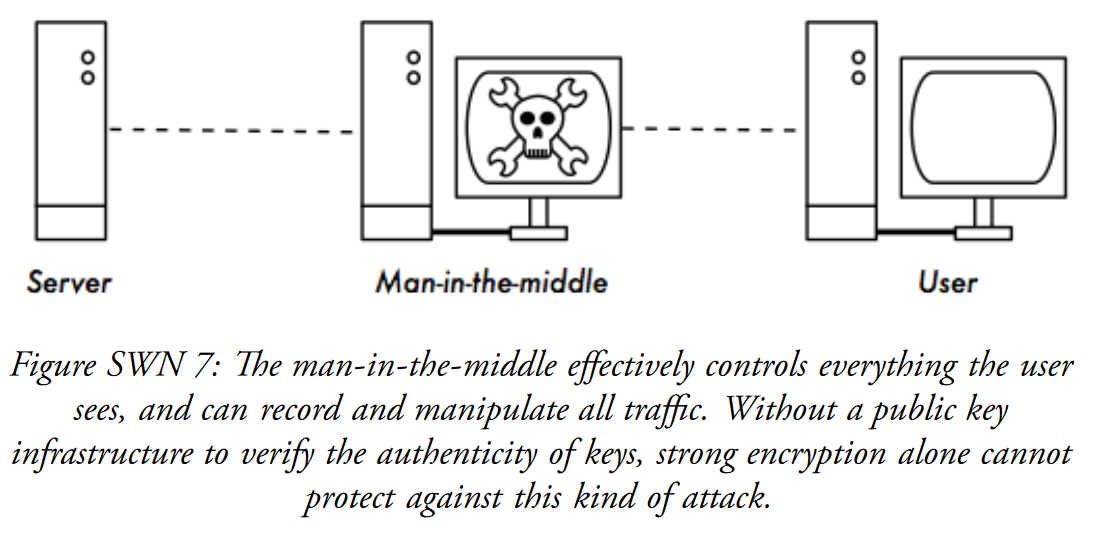 Server
Man-in-the-middle
User
Figure SWN 7: The man-in-the-middle effectively controls everything the user
sees, and can record and manipulate all traffic. Without a public key
infrastructure to verify the authenticity of keys, strong encryption alone cannot
protect against this kind of attack.